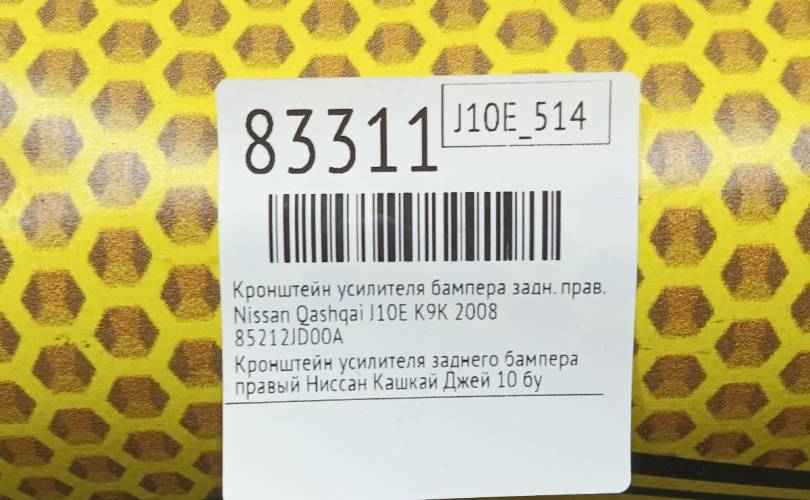 83311
J10E_514
Кронштейн усилителя бампера задн. прав.
Nissan Qashqai J10E K9K 2008
85212JD00A
Кронштейн усилителя заднего бампера
правый Ниссан Кашкай Джей 10 бу